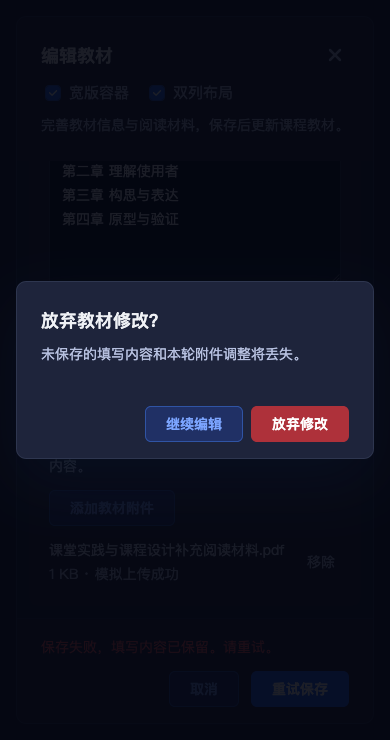 编辑教材
宽版容器 双列布局
完善教材信息与阅读材料，保存后更新课程教材。
第二章 理解使用者
第三章 构思与表达
第四章 原型与验证
放弃教材修改？
未保存的填写内容和本轮附件调整将丢失。
继续编辑 放弃修改
内容。
添加教材附件
课堂实践与课程设计补充阅读材料.pdf
1 KB · 模拟上传成功
移除
保存失败，填写内容已保留，请重试。
取消 重试保存